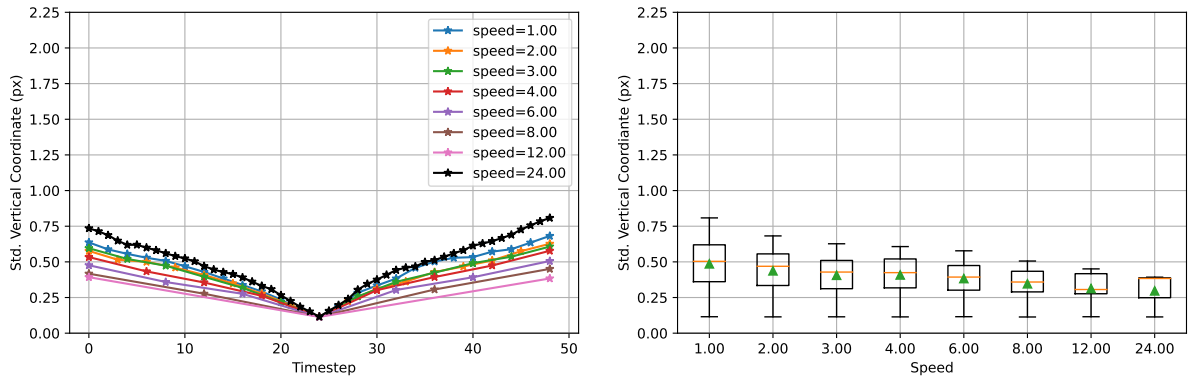 2.25
2.00
1.75
1.50
1.25
1.00
0.75
0.50
0.25
0.00
Std. Vertical Coordinate (px)
0
10
20
30
40
50
Timestep
speed=1.00
speed=2.00
speed=3.00
speed=4.00
speed=6.00
speed=8.00
speed=12.00
speed=24.00
2.25
2.00
1.75
1.50
1.25
1.00
0.75
0.50
0.25
0.00
Std. Vertical Coordiante (px)
1.00
2.00
3.00
4.00
6.00
8.00
12.00
24.00
Speed